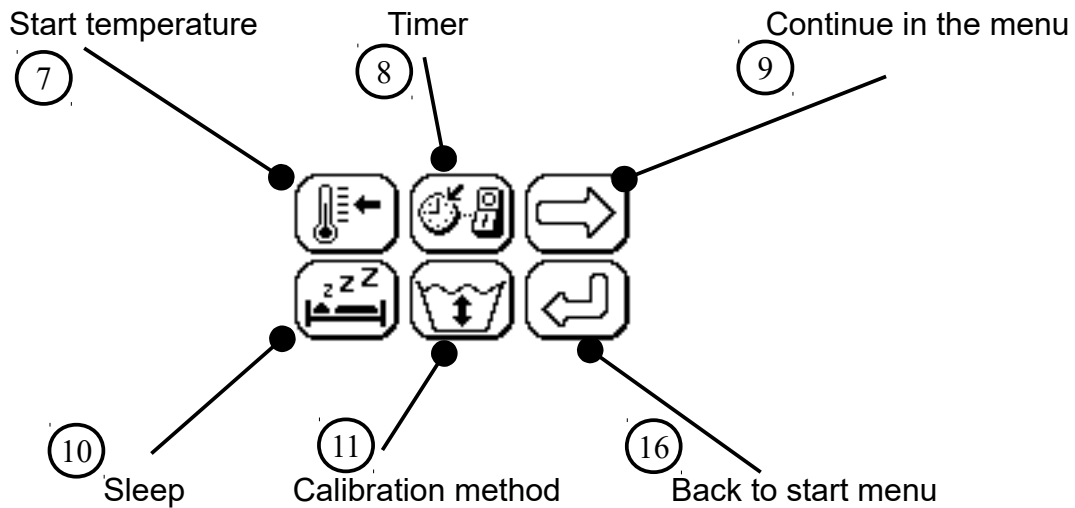 Start temperature
Timer
Continue in the menu
7
8
9
z z Z
10
11
16
Sleep
Calibration method
Back to start menu